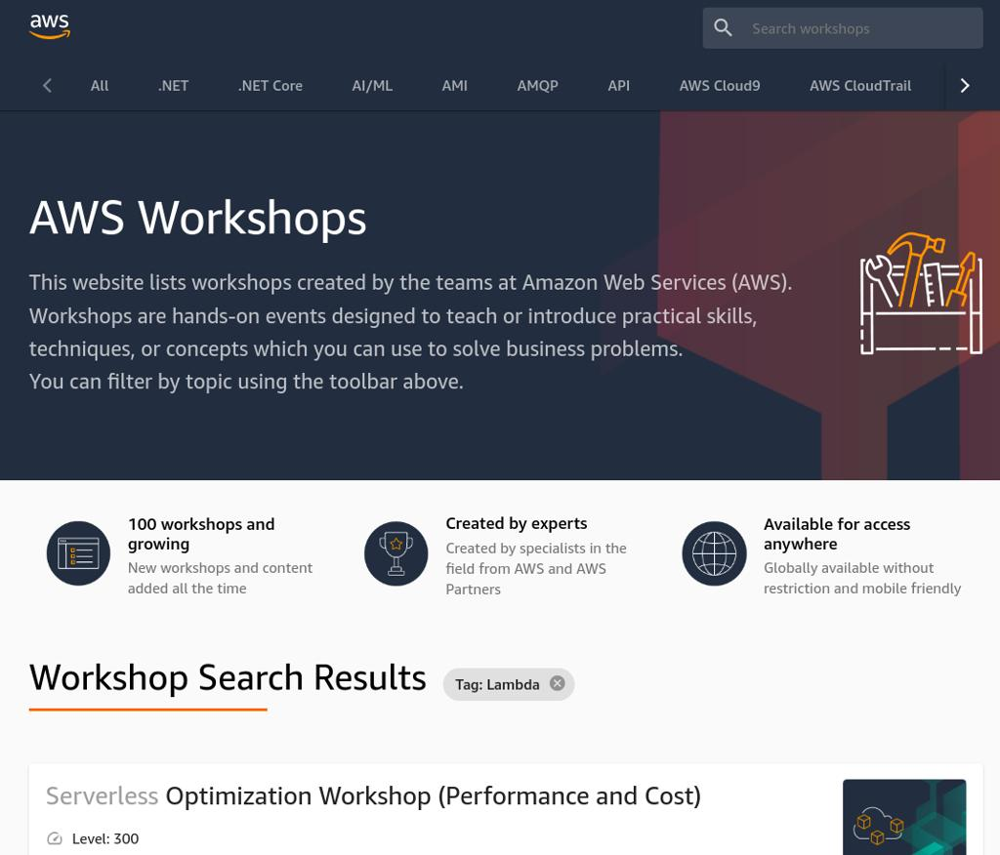 aws
Search workshops
All .NET .NET Core AI/ML AMI AMQP API AWS Cloud9 AWS CloudTrail
AWS Workshops
This website lists workshops created by the teams at Amazon Web Services (AWS).
Workshops are hands-on events designed to teach or introduce practical skills,
techniques, or concepts which you can use to solve business problems.
You can filter by topic using the toolbar above.
100 workshops and
growing
New workshops and content
added all the time
Created by experts
Created by specialists in the
field from AWS and AWS
Partners
Available for access
anywhere
Globally available without
restriction and mobile friendly
Workshop Search Results
Tag: Lambda
Serverless Optimization Workshop (Performance and Cost)
Level: 300